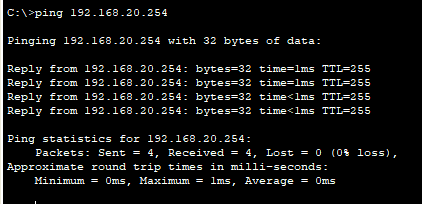 C:\>ping 192.168.20.254
Pinging 192.168.20.254 with 32 bytes of data:
Reply from 192.168.20.254: bytes=32 time=1ms TTL=255
Reply from 192.168.20.254: bytes=32 time=1ms TTL=255
Reply from 192.168.20.254: bytes=32 time<1ms TTL=255
Reply from 192.168.20.254: bytes=32 time<1ms TTL=255
Ping statistics for 192.168.20.254:
Packets: Sent = 4, Received = 4, Lost = 0 (0% loss),
Approximate round trip times in milli-seconds:
Minimum = 0ms, Maximum = 1ms, Average = 0ms